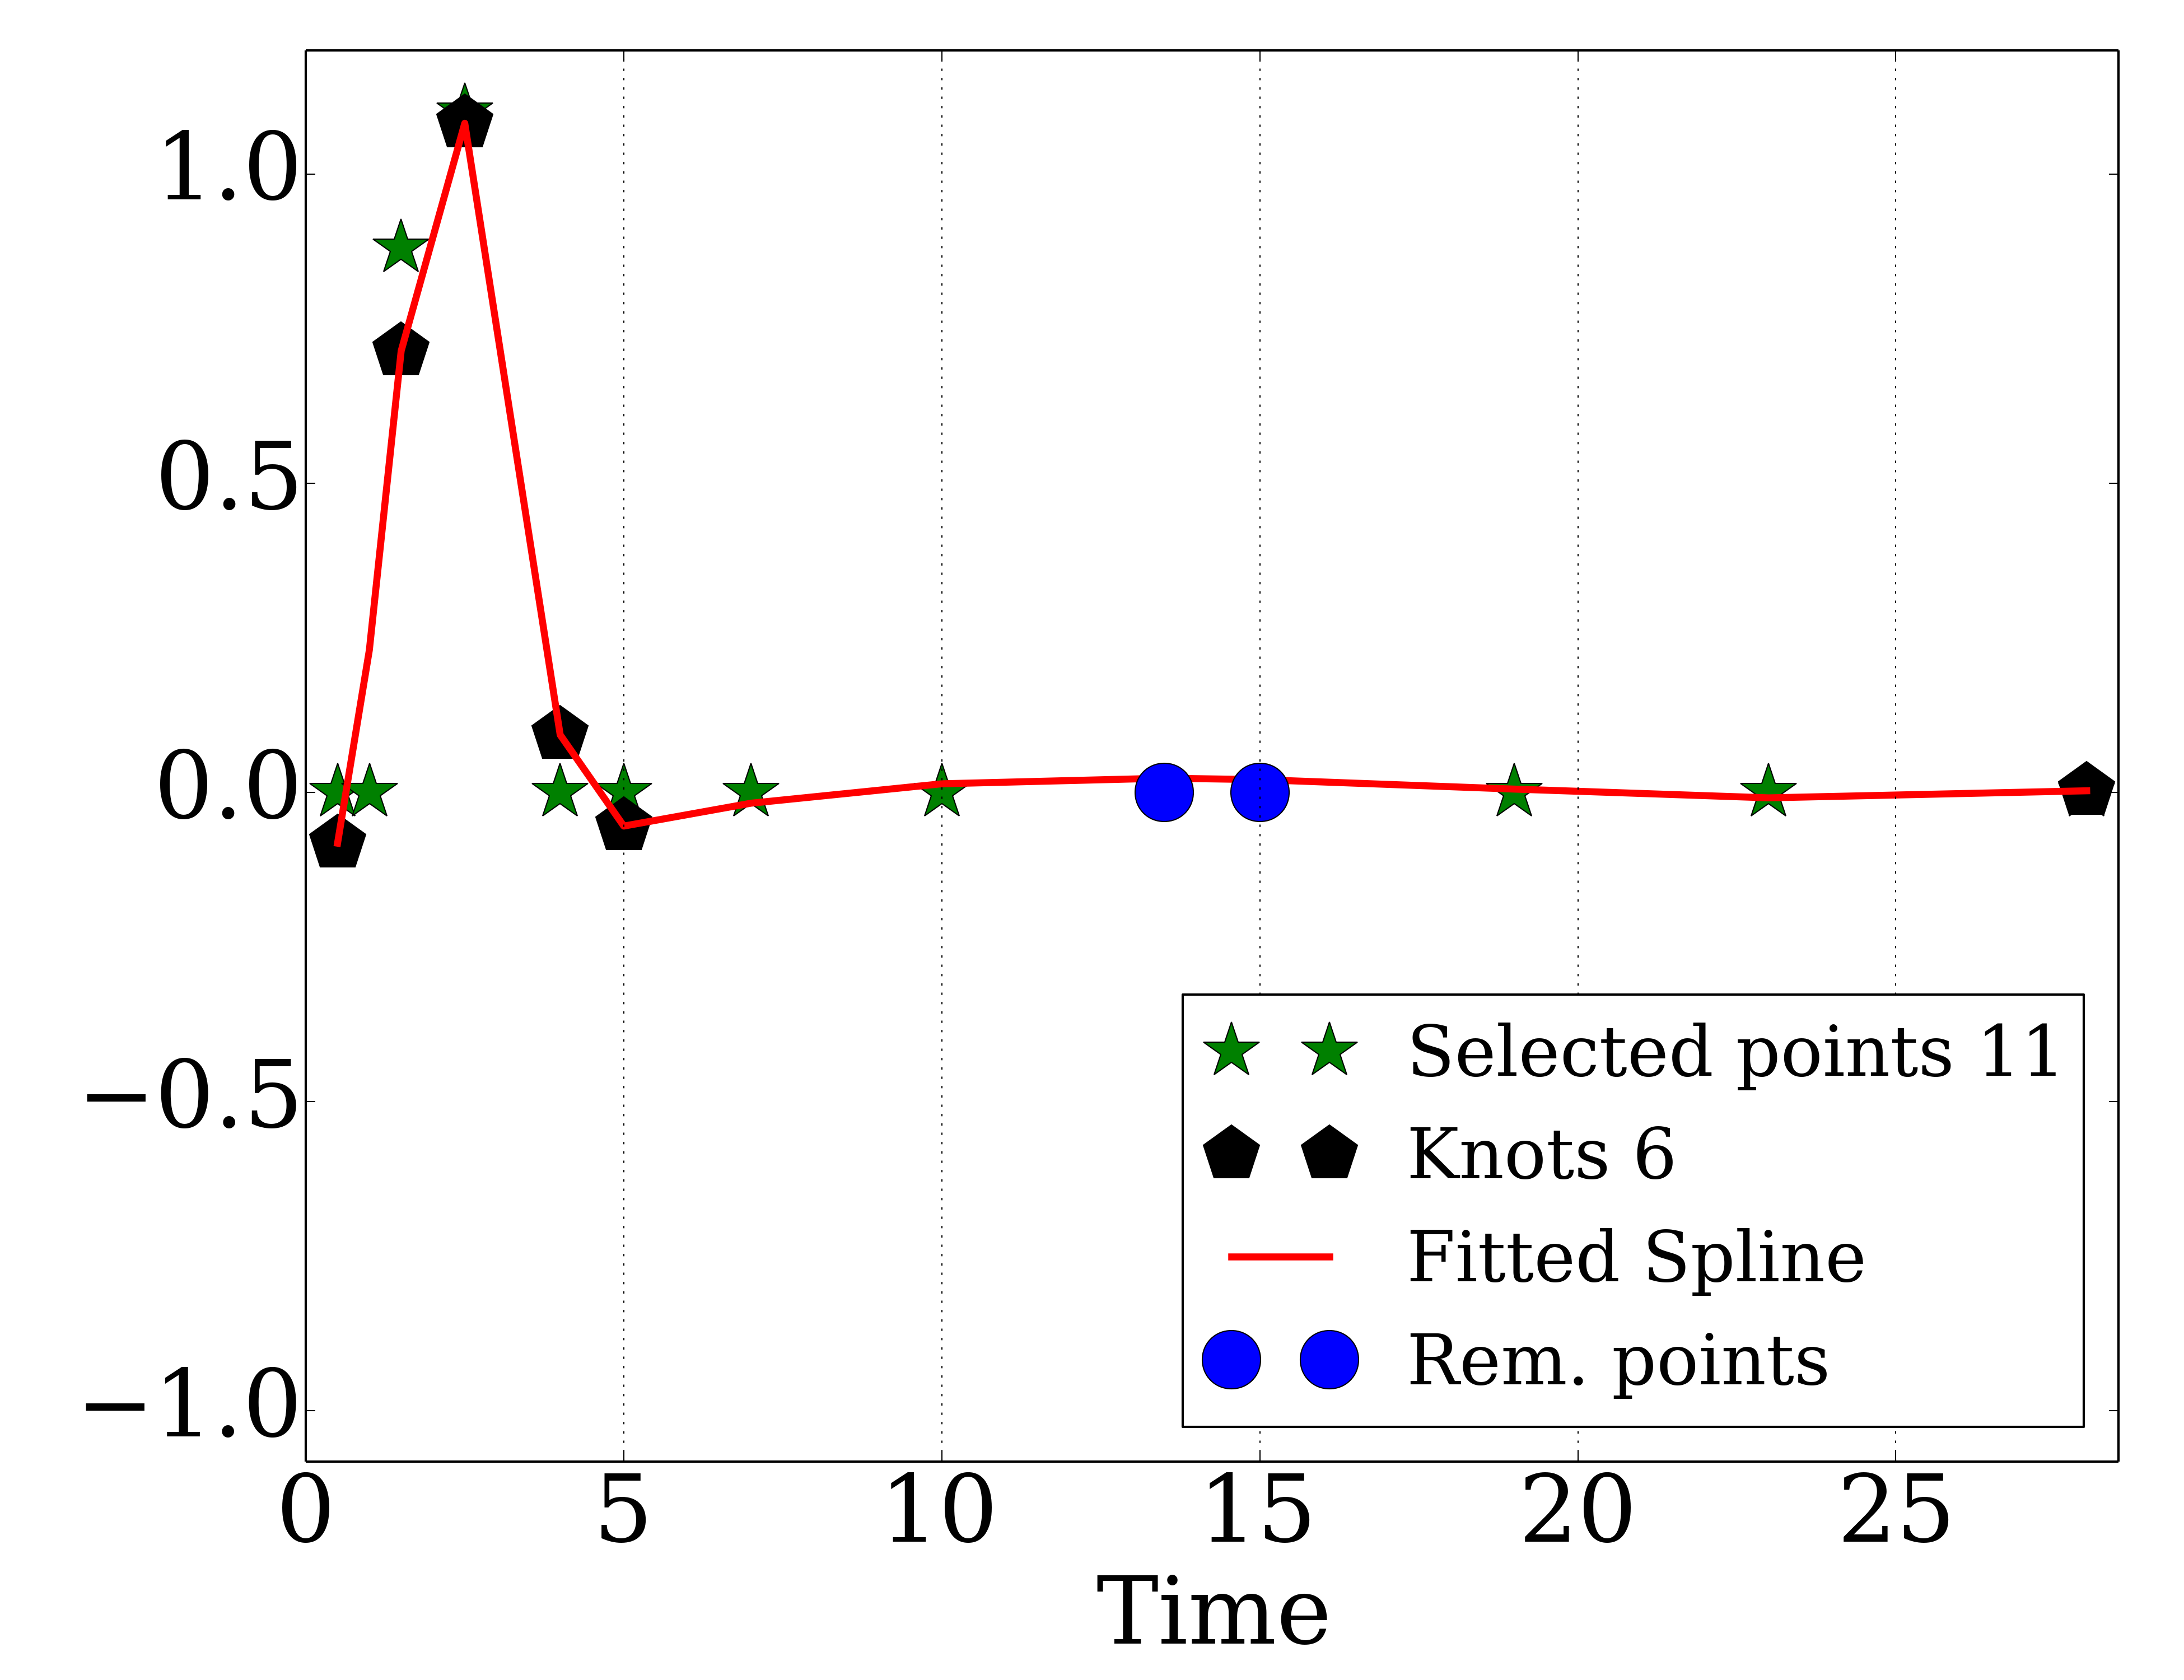 1.0
0.5
0.0
−0.5
−1.0
0 5 10 15 20 25
Time
Selected points 11
Knots 6
Fitted Spline
Rem. points